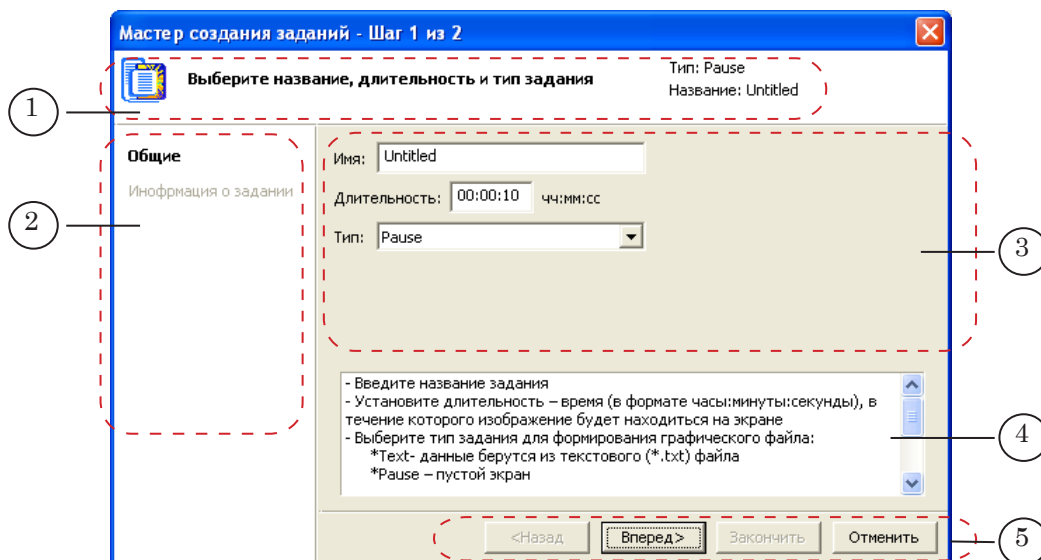 Мастер создания заданий - Шаг 1 из 2
Выберите название, длительность и тип задания
Тип: Pause
Название: Untitled
1
Общие
Инофрмация о задании
2
Имя: Untitled
Длительность: 00:00:10 чч:мм:сс
Тип: Pause
3
- Введите название задания
- Установите длительность – время (в формате часы:минуты:секунды), в
течение которого изображение будет находиться на экране
- Выберите тип задания для формирования графического файла:
*Text- данные берутся из текстового (*.txt) файла
*Pause – пустой экран
4
<Назад Вперед> Закончить Отменить
5